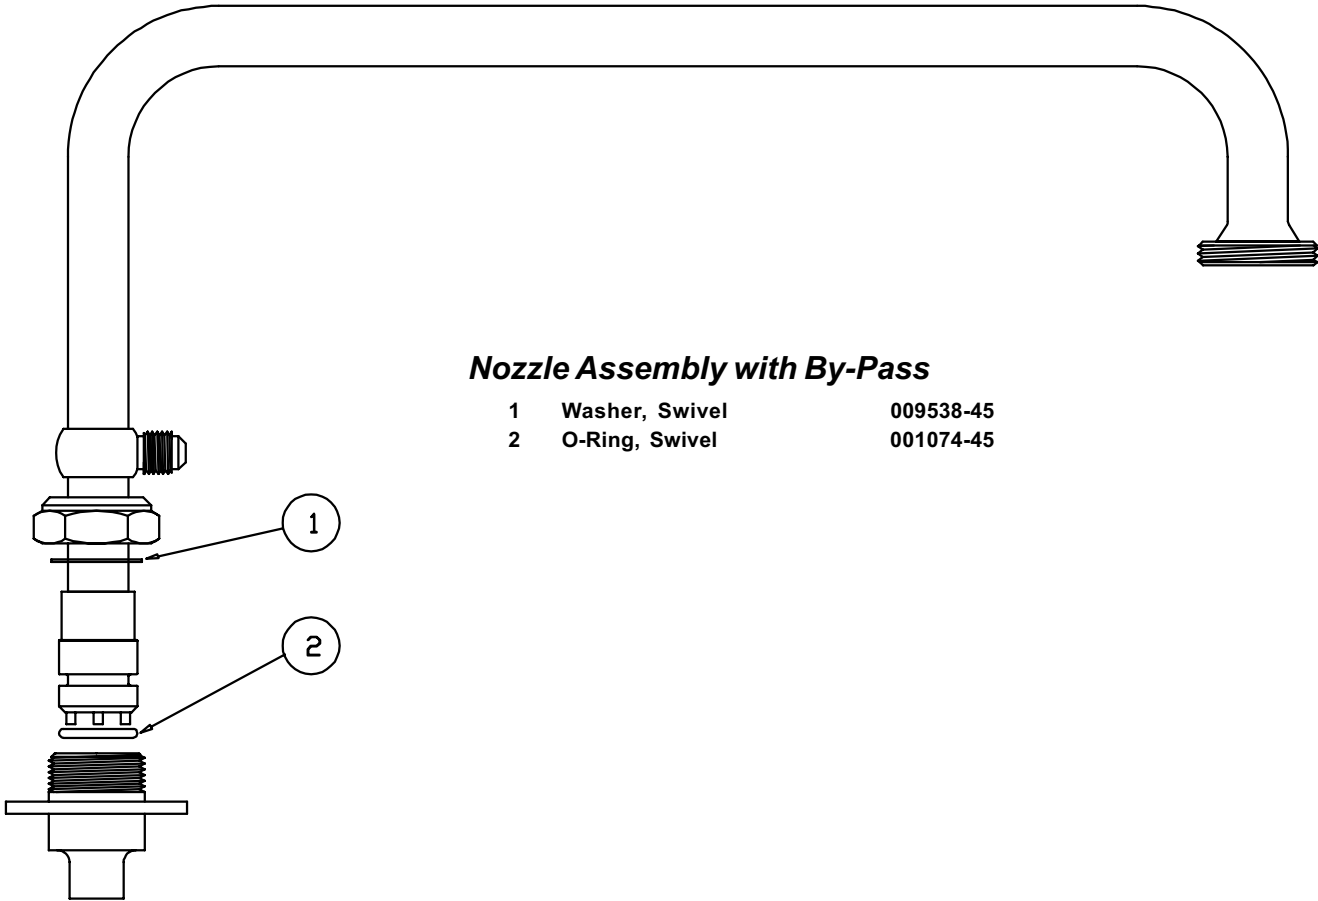 Nozzle Assembly with By-Pass
1 Washer, Swivel 009538-45
2 O-Ring, Swivel 001074-45
1
2